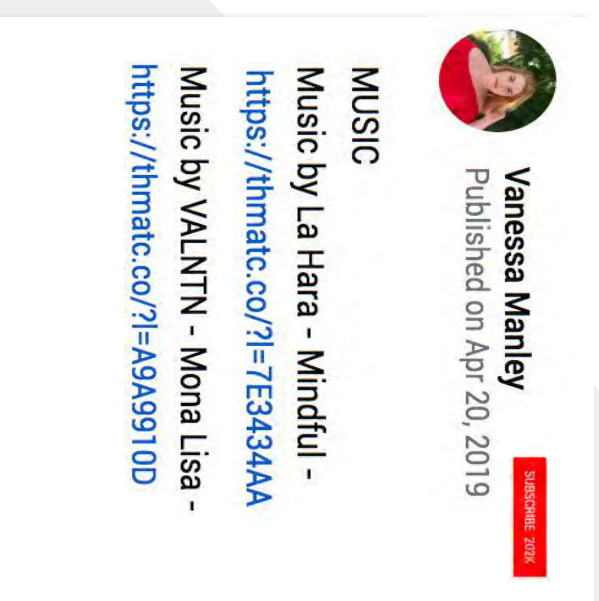 Vanessa Manley
Published on Apr 20, 2019
SUBSCRIBE 202K
MUSIC
Music by La Hara - Mindful -
https://thmatc.co/?l=7E3434AA
Music by VALNTN - Mona Lisa -
https://thmatc.co/?l=A9A9910D